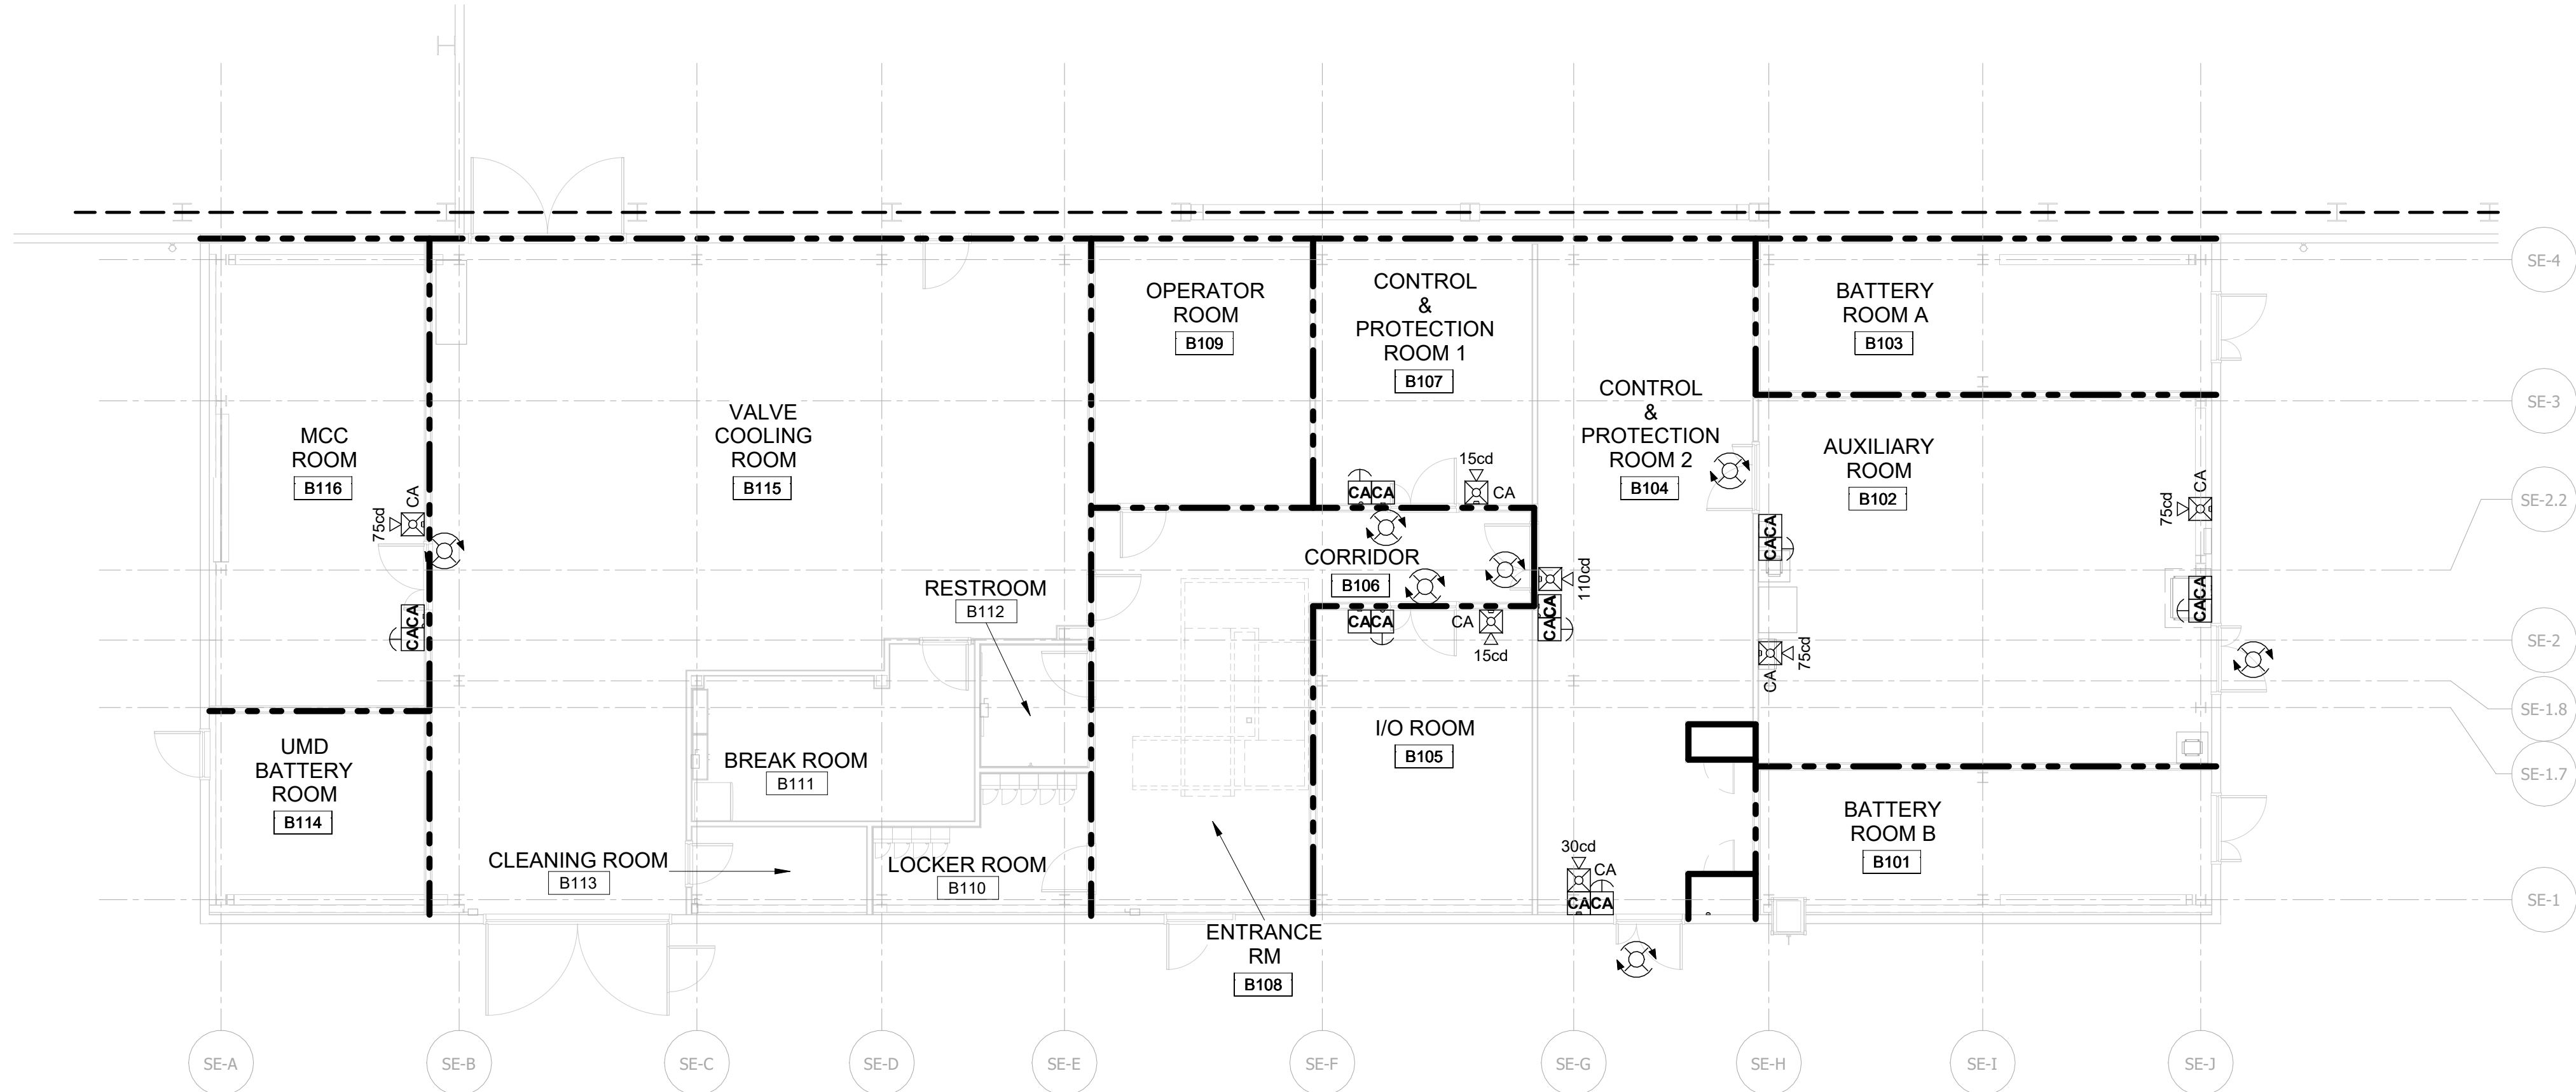 SE-4
OPERATOR
ROOM
B109
CONTROL
&
PROTECTION
ROOM 1
B107
BATTERY
ROOM A
B103
SE-3
MCC
ROOM
B116
VALVE
COOLING
ROOM
B115
CONTROL
&
PROTECTION
ROOM 2
B104
AUXILIARY
ROOM
B102
75cd
CA
CACA
CACA
15cd
CA
CACA
75cd
CA
CACA
SE-2.2
CORRIDOR
B106
110cd
CACA
RESTROOM
B112
CACA
CA
15cd
CA
75cd
SE-2
SE-1.8
SE-1.7
UMD
BATTERY
ROOM
B114
BREAK ROOM
B111
I/O ROOM
B105
BATTERY
ROOM B
B101
CLEANING ROOM
B113
LOCKER ROOM
B110
30cd
CA
CACA
SE-1
ENTRANCE
RM
B108
SE-A
SE-B
SE-C
SE-D
SE-E
SE-F
SE-G
SE-H
SE-I
SE-J